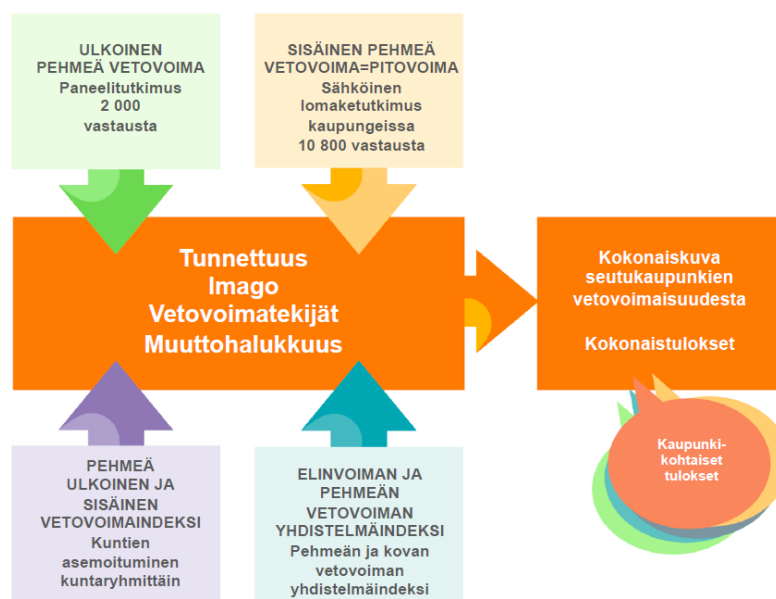 ULKOINEN
PEHMEÄ VETOVOIMA
Paneelitutkimus
2 000
vastausta
SISÄINEN PEHMEÄ
VETOVOIMA=PITOVOIMA
Sähköinen
lomaketutkimus
kaupungeissa
10 800 vastausta
Tunnettuus
Imago
Vetovoimatekijät
Muuttohalukkuus
Kokonaiskuva
seutukaupunkien
vetovoimaisuudesta
Kokonaistulokset
PEHMEÄ
ULKOINEN JA
SISÄINEN
VETOVOIMAINDEKSI
Kuntien
asemoituminen
kuntaryhmittäin
ELINVOIMAN JA
PEHMEÄN
VETOVOIMAN
YHDISTELMÄINDEKSI
Pehmeän ja kovan
vetovoiman
yhdistelmäindeksi
Kaupunki-
kohtaiset
tulokset